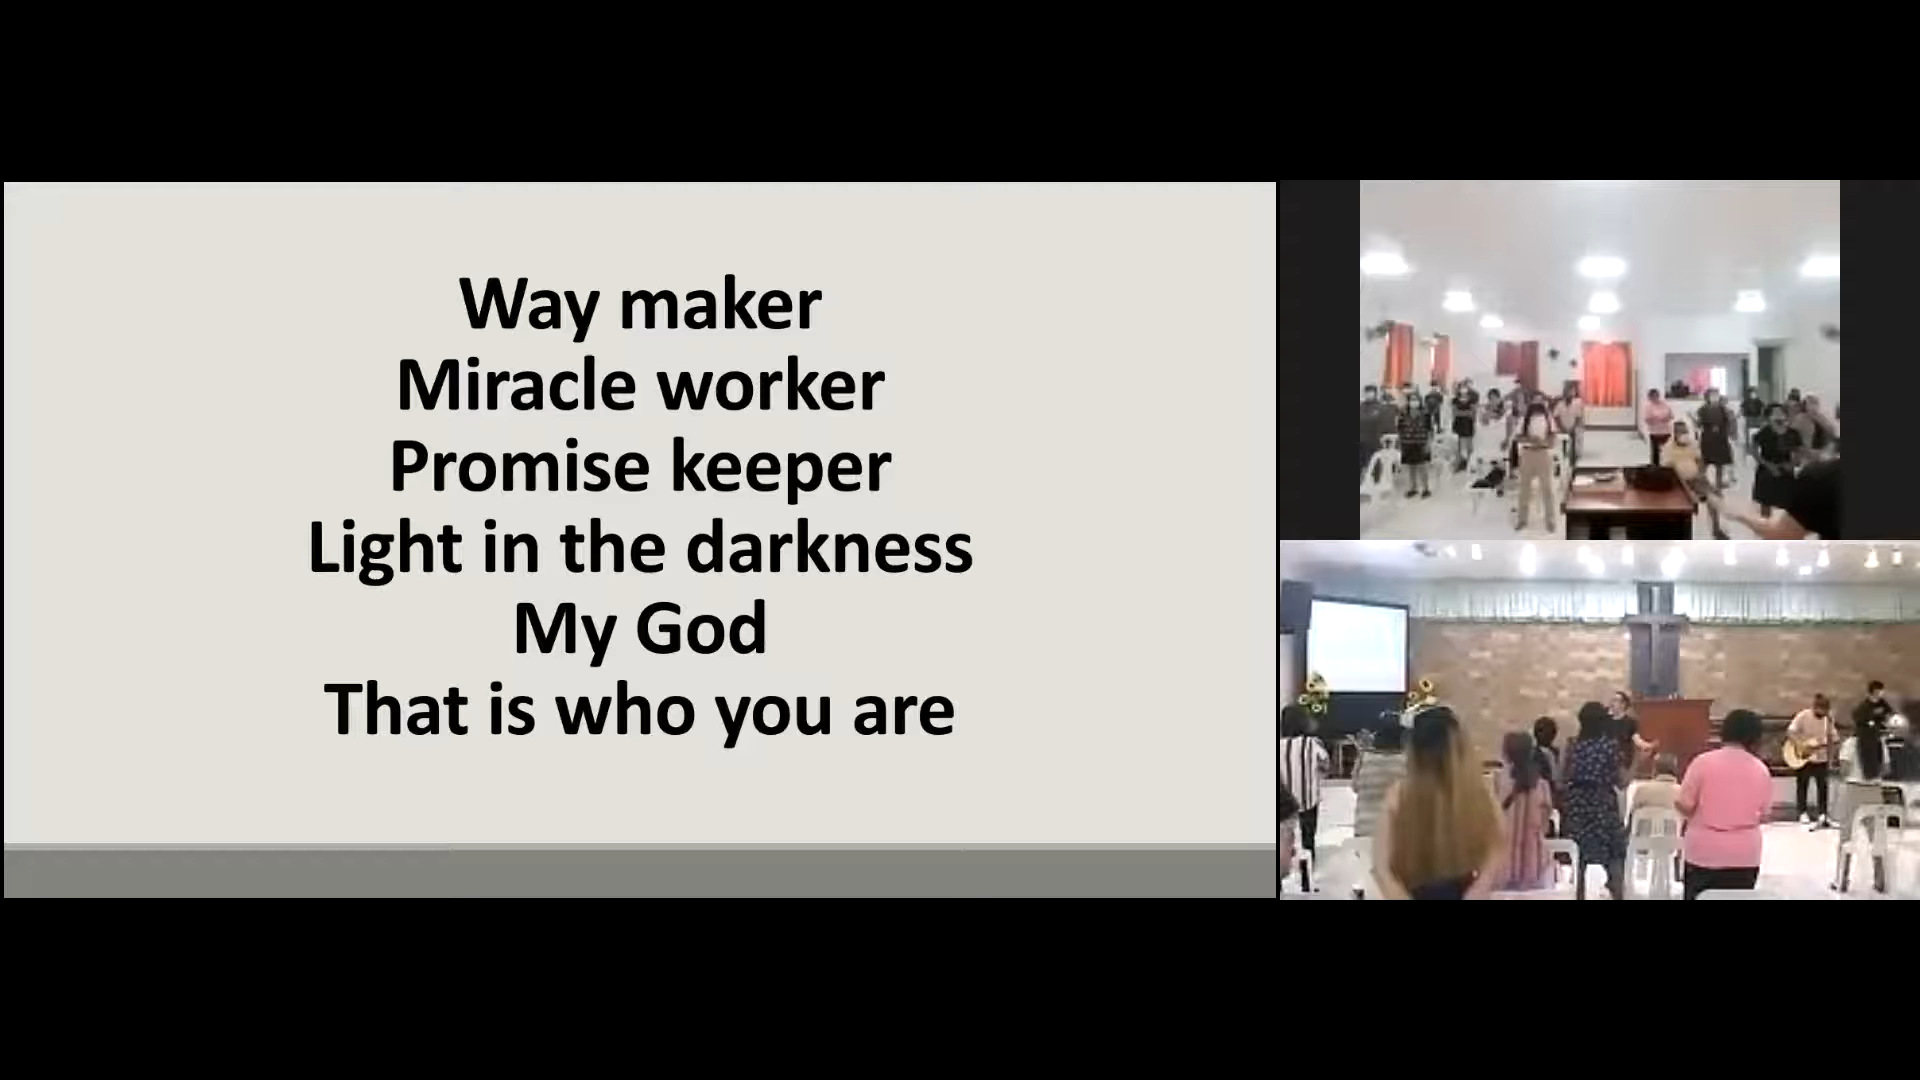 Way maker
Miracle worker
Promise keeper
Light in the darkness
My God
That is who you are